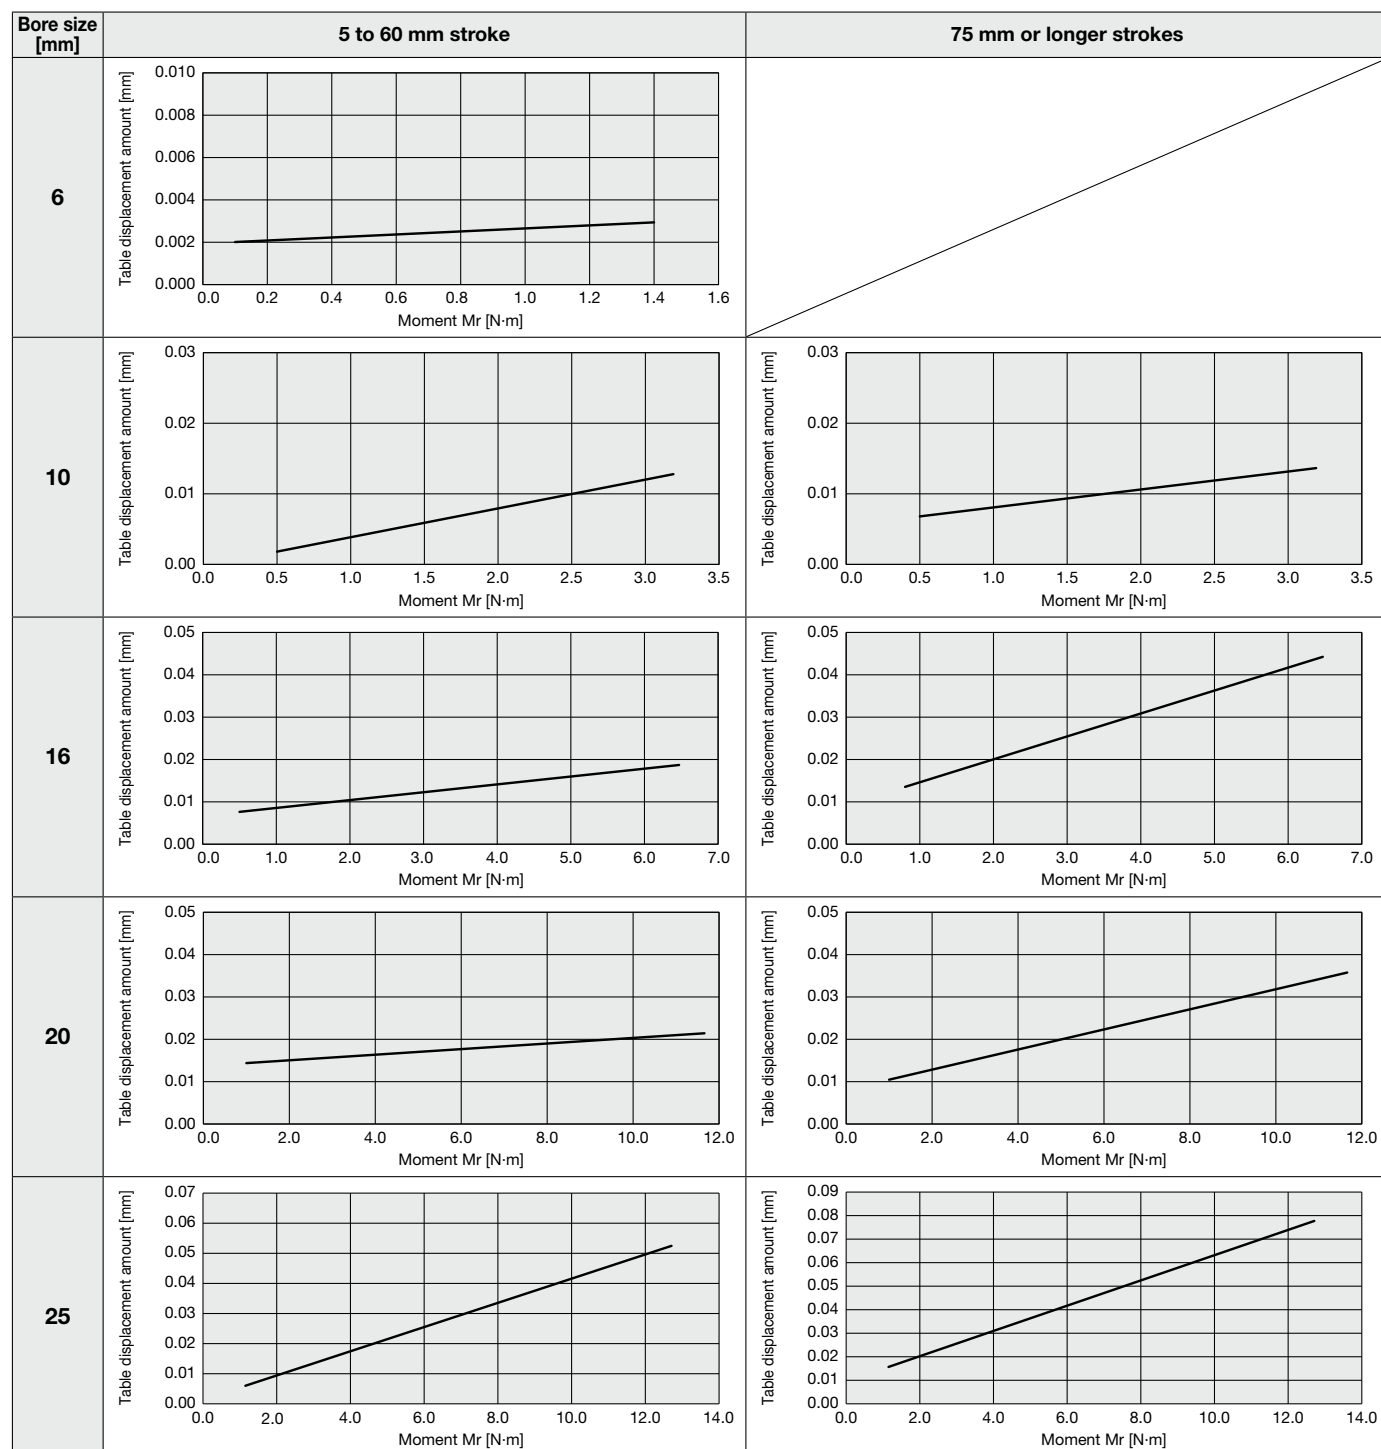 Bore size
[mm]
5 to 60 mm stroke
75 mm or longer strokes
6
Table displacement amount [mm]
0.010
0.008
0.006
0.004
0.002
0.000
0.0 0.2 0.4 0.6 0.8 1.0 1.2 1.4 1.6
Moment Mr [N·m]
10
Table displacement amount [mm]
0.03
0.02
0.01
0.00
0.0 0.5 1.0 1.5 2.0 2.5 3.0 3.5
Moment Mr [N·m]
Table displacement amount [mm]
0.03
0.02
0.01
0.00
0.0 0.5 1.0 1.5 2.0 2.5 3.0 3.5
Moment Mr [N·m]
16
Table displacement amount [mm]
0.05
0.04
0.03
0.02
0.01
0.00
0.0 1.0 2.0 3.0 4.0 5.0 6.0 7.0
Moment Mr [N·m]
Table displacement amount [mm]
0.05
0.04
0.03
0.02
0.01
0.00
0.0 1.0 2.0 3.0 4.0 5.0 6.0 7.0
Moment Mr [N·m]
20
Table displacement amount [mm]
0.05
0.04
0.03
0.02
0.01
0.00
0.0 2.0 4.0 6.0 8.0 10.0 12.0
Moment Mr [N·m]
Table displacement amount [mm]
0.05
0.04
0.03
0.02
0.01
0.00
0.0 2.0 4.0 6.0 8.0 10.0 12.0
Moment Mr [N·m]
25
Table displacement amount [mm]
0.07
0.06
0.05
0.04
0.03
0.02
0.01
0.00
0.0 2.0 4.0 6.0 8.0 10.0 12.0 14.0
Moment Mr [N·m]
Table displacement amount [mm]
0.09
0.08
0.07
0.06
0.05
0.04
0.03
0.02
0.01
0.00
0.0 2.0 4.0 6.0 8.0 10.0 12.0 14.0
Moment Mr [N·m]